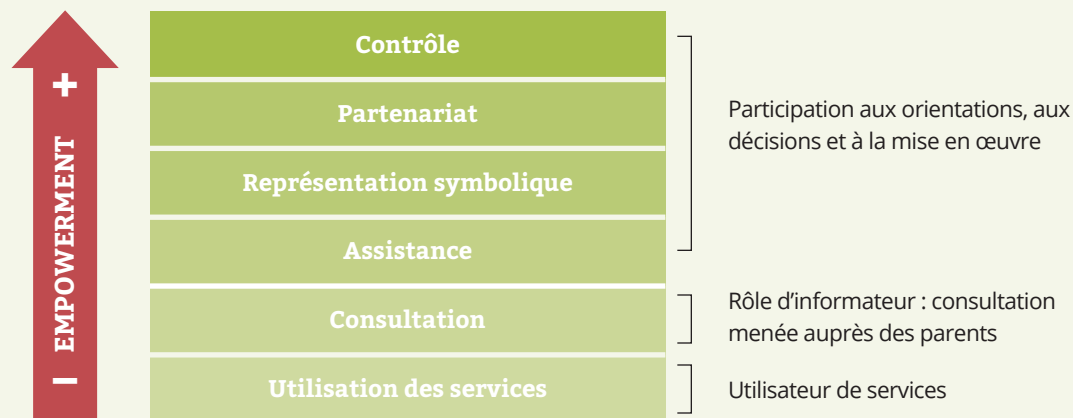 +
EMPOWERMENT
–
Contrôle
Partenariat
Représentation symbolique
Assistance
Consultation
Utilisation des services
Participation aux orientations, aux
décisions et à la mise en œuvre
Rôle d’informateur : consultation
menée auprès des parents
Utilisateur de services